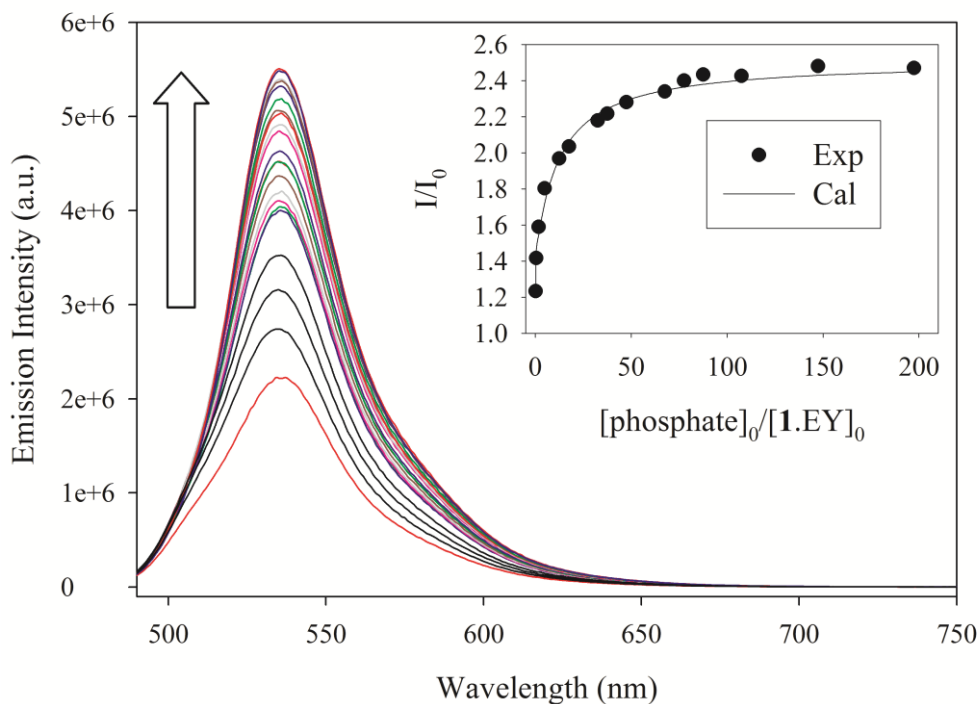 6e+6
5e+6
4e+6
3e+6
2e+6
1e+6
0
Emission Intensity (a.u.)
500 550 600 650 700 750
Wavelength (nm)
2.6
2.4
2.2
2.0
1.8
1.6
1.4
1.2
1.0
I/I0
0 50 100 150 200
[phosphate]0/[1.EY]0
Exp
Cal